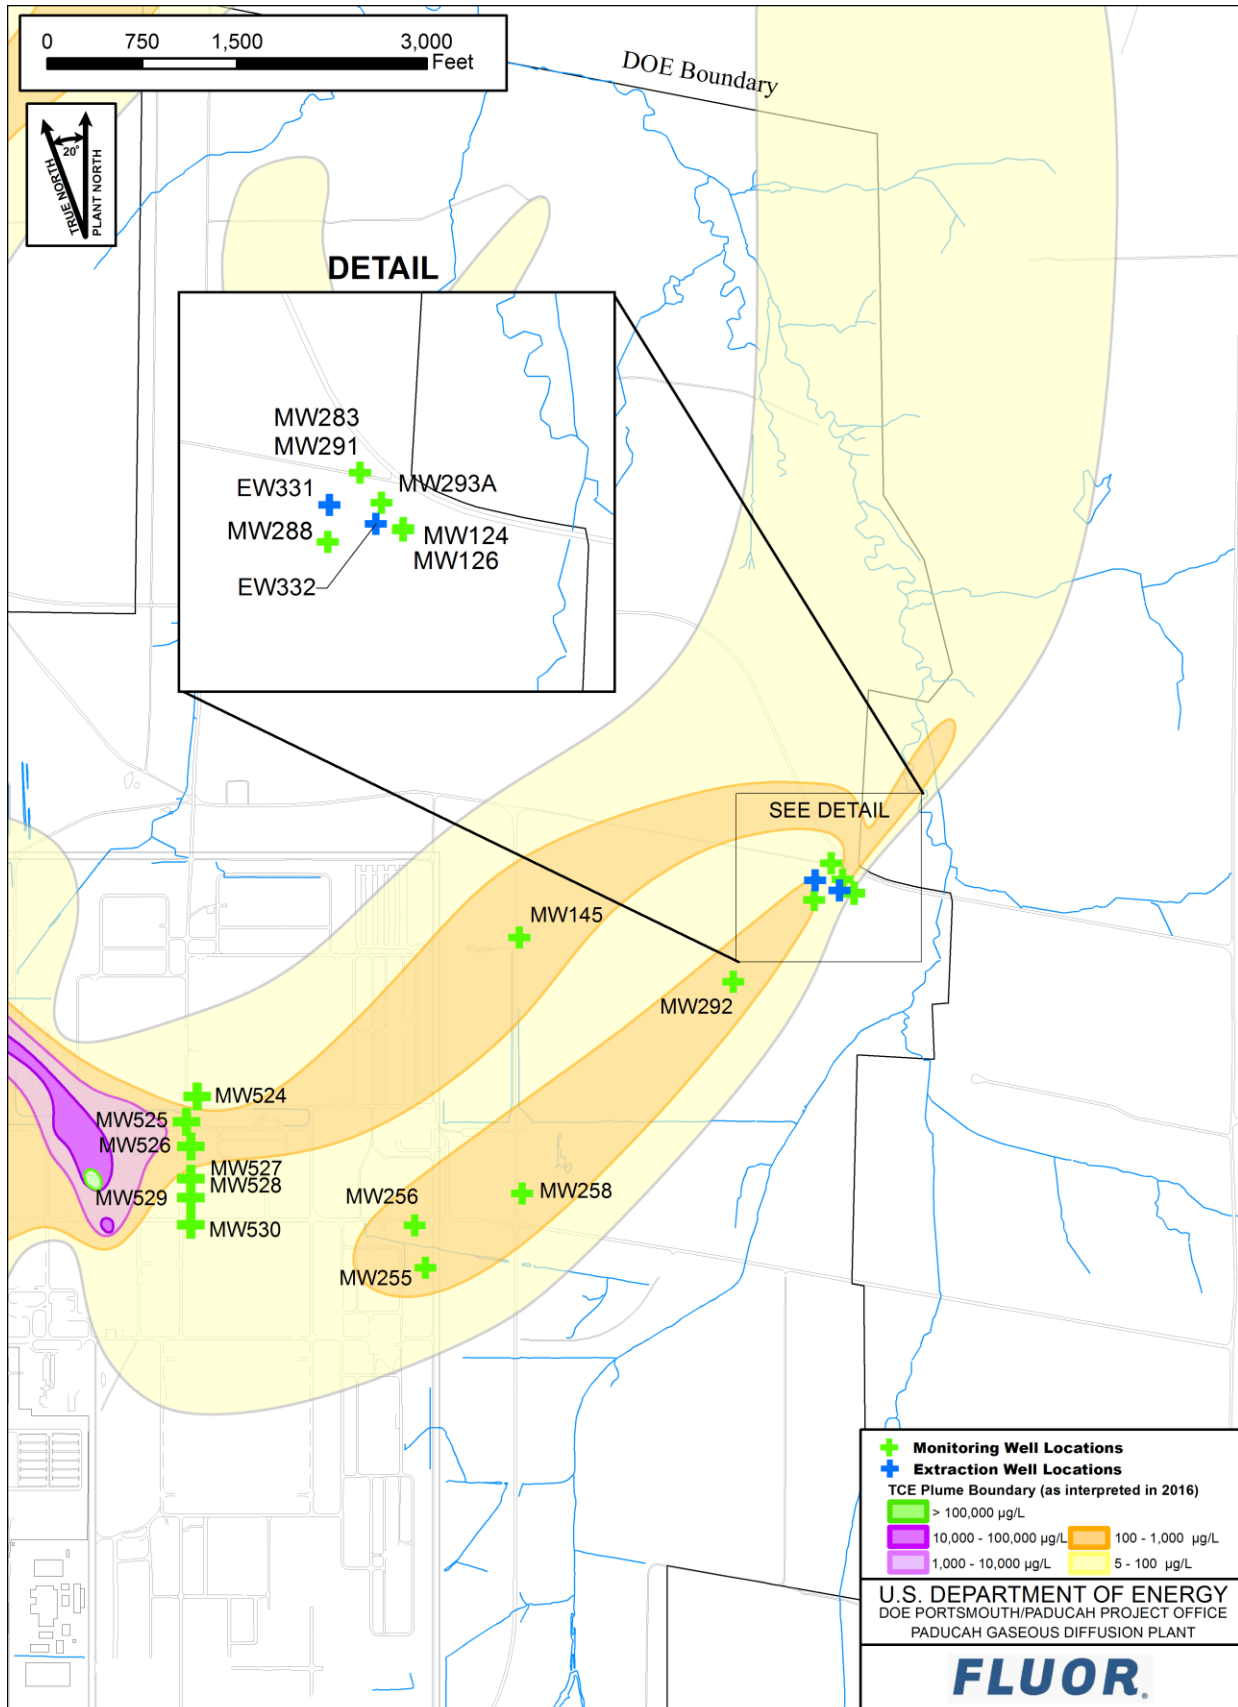 0 750 1,500 3,000
Feet
DOE Boundary
TRUE NORTH
20°
PLANT NORTH
DETAIL
MW283
MW291
MW293A
EW331
MW288
MW124
MW126
EW332
SEE DETAIL
MW145
MW292
MW524
MW525
MW526
MW527
MW528
MW529
MW530
MW256
MW258
MW255
Monitoring Well Locations
Extraction Well Locations
TCE Plume Boundary (as interpreted in 2016)
> 100,000 µg/L
10,000 - 100,000 µg/L
100 - 1,000 µg/L
1,000 - 10,000 µg/L
5 - 100 µg/L
U.S. DEPARTMENT OF ENERGY
DOE PORTSMOUTH/PADUCAH PROJECT OFFICE
PADUCAH GASEOUS DIFFUSION PLANT
FLUOR®